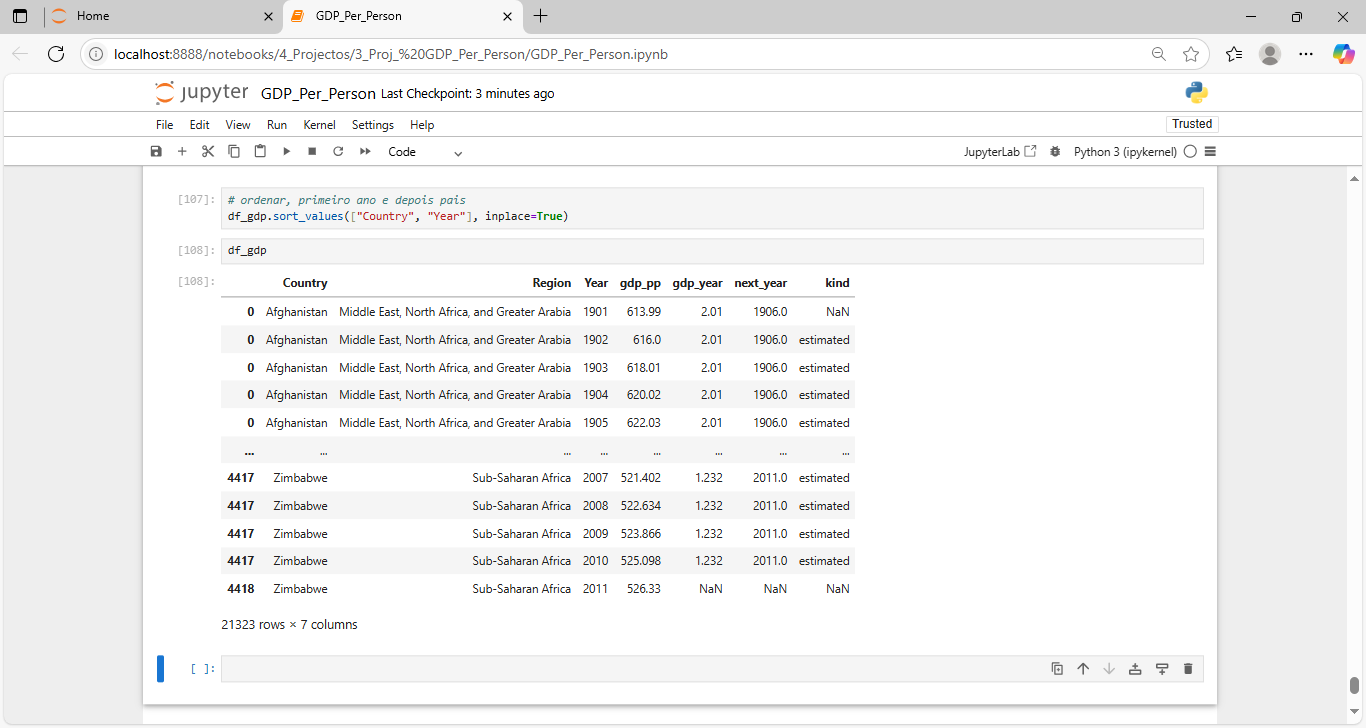 Home
GDP_Per_Person
localhost:8888/notebooks/4_Projectos/3_Proj_%20GDP_Per_Person/GDP_Per_Person.ipynb
jupyter GDP_Per_Person Last Checkpoint: 3 minutes ago
File Edit View Run Kernel Settings Help
Trusted
Code
JupyterLab
Python 3 (ipykernel)
[107]: # ordenar, primeiro ano e depois pais
df_gdp.sort_values(["Country", "Year"], inplace=True)
[108]: df_gdp
[108]: Country Region Year gdp_pp gdp_year next_year kind
0 Afghanistan Middle East, North Africa, and Greater Arabia 1901 613.99 2.01 1906.0 NaN
0 Afghanistan Middle East, North Africa, and Greater Arabia 1902 616.0 2.01 1906.0 estimated
0 Afghanistan Middle East, North Africa, and Greater Arabia 1903 618.01 2.01 1906.0 estimated
0 Afghanistan Middle East, North Africa, and Greater Arabia 1904 620.02 2.01 1906.0 estimated
0 Afghanistan Middle East, North Africa, and Greater Arabia 1905 622.03 2.01 1906.0 estimated
... ... ... ... ... ... ... ...
4417 Zimbabwe Sub-Saharan Africa 2007 521.402 1.232 2011.0 estimated
4417 Zimbabwe Sub-Saharan Africa 2008 522.634 1.232 2011.0 estimated
4417 Zimbabwe Sub-Saharan Africa 2009 523.866 1.232 2011.0 estimated
4417 Zimbabwe Sub-Saharan Africa 2010 525.098 1.232 2011.0 estimated
4418 Zimbabwe Sub-Saharan Africa 2011 526.33 NaN NaN NaN
21323 rows × 7 columns
[ ]: